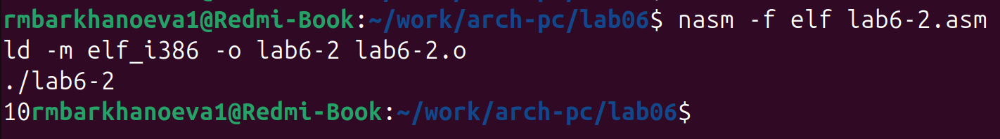 rmbarkhanoeva1@Redmi-Book:~/work/arch-pc/lab06$ nasm -f elf lab6-2.asm
ld -m elf_i386 -o lab6-2 lab6-2.o
./lab6-2
10rmbarkhanoeva1@Redmi-Book:~/work/arch-pc/lab06$